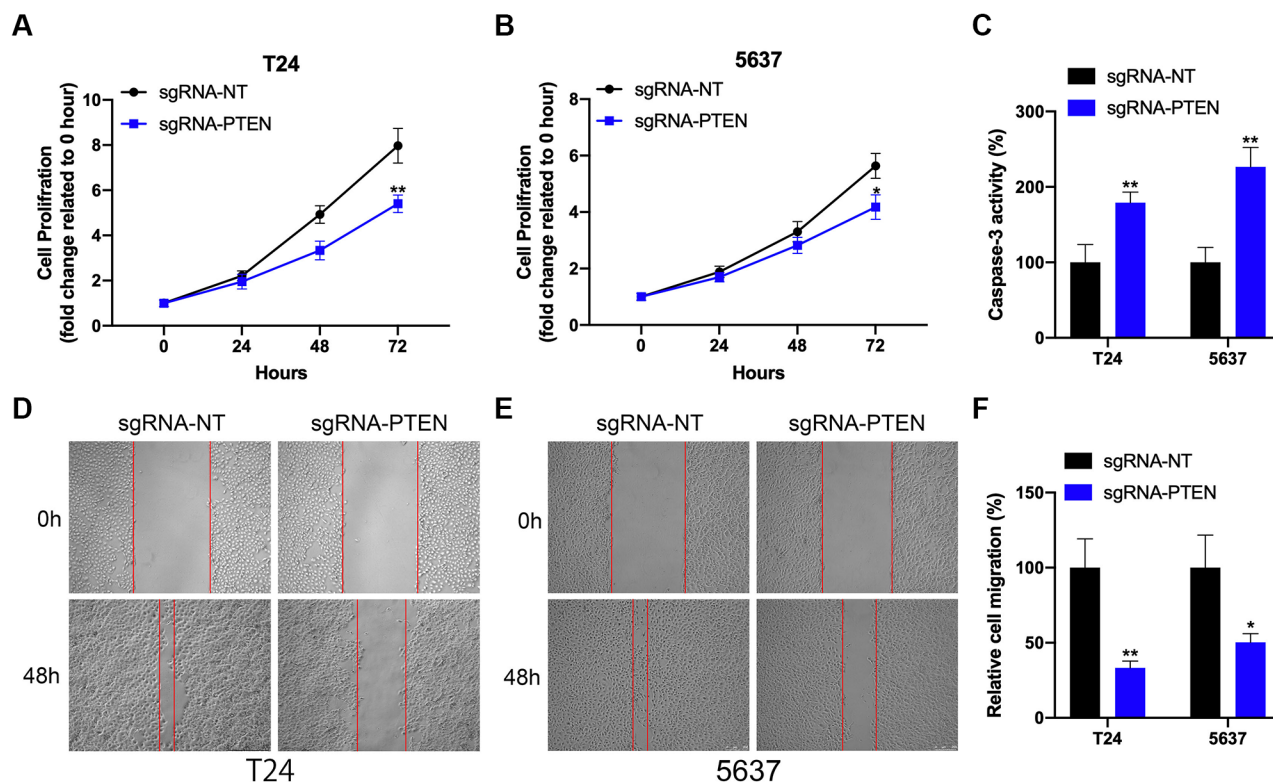 A
T24
sgRNA-NT
sgRNA-PTEN
Cell Prolifration
(fold change related to 0 hour)
10
8
6
4
2
0
0 24 48 72
**
Hours
B
5637
sgRNA-NT
sgRNA-PTEN
Cell Prolifration
(fold change related to 0 hour)
8
6
4
2
0
0 24 48 72
*
Hours
C
sgRNA-NT
sgRNA-PTEN
Caspase-3 activity (%)
300
200
100
0
**
**
T24 5637
D
sgRNA-NT sgRNA-PTEN
0h
48h
T24
E
sgRNA-NT sgRNA-PTEN
0h
48h
5637
F
sgRNA-NT
sgRNA-PTEN
Relative cell migration (%)
150
100
50
0
**
*
T24 5637